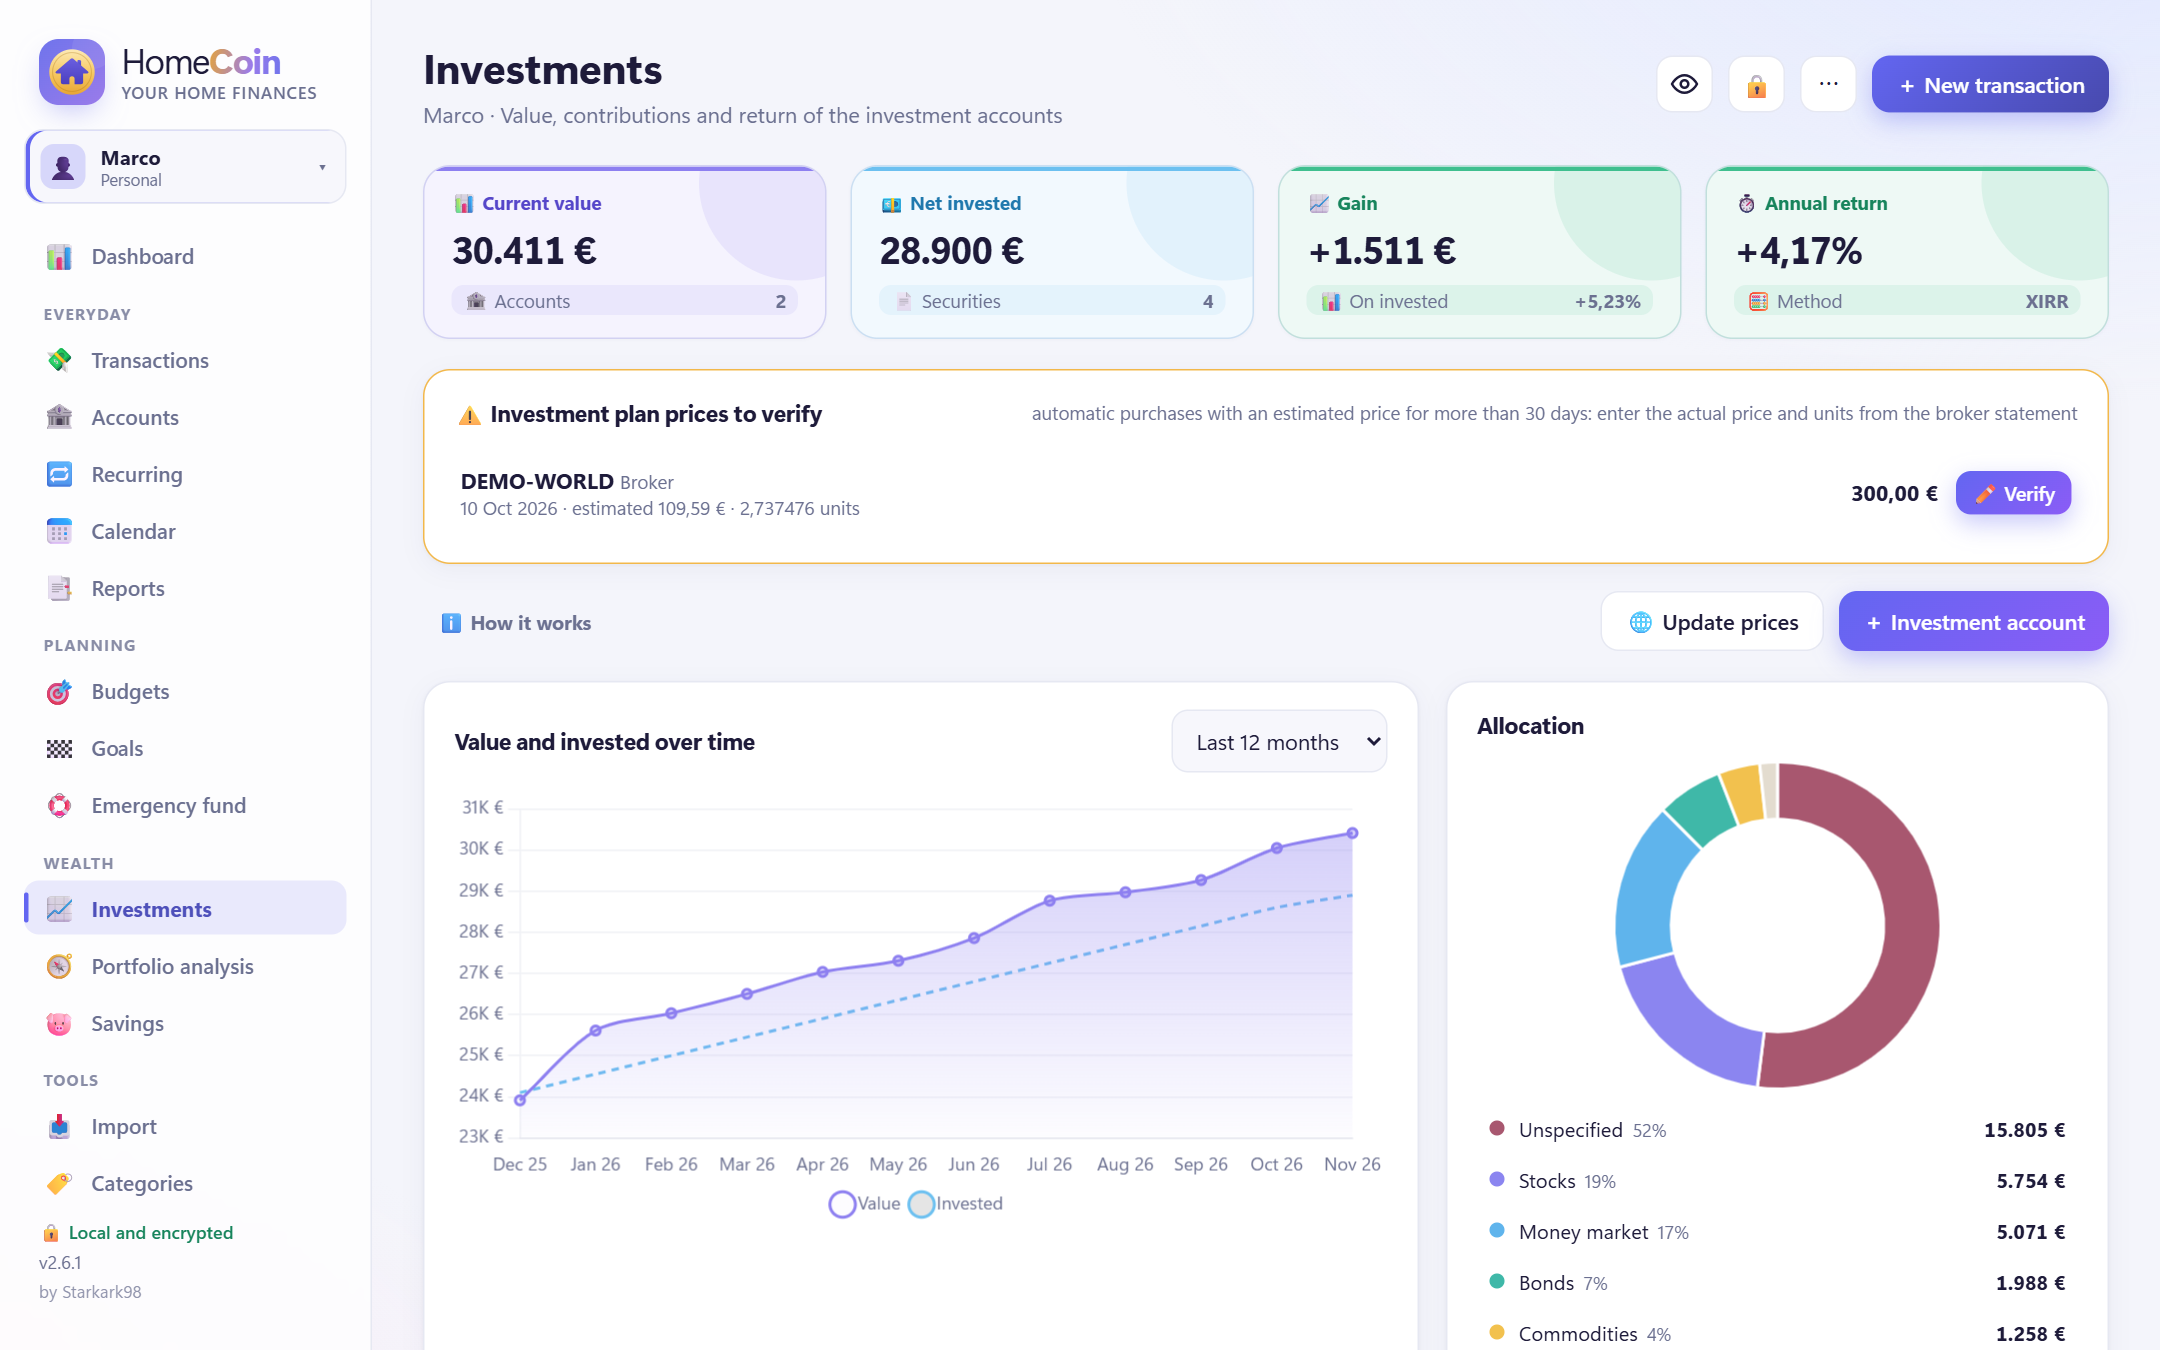 HomeCoin
YOUR HOME FINANCES
Marco
Personal
Dashboard
EVERYDAY
Transactions
Accounts
Recurring
Calendar
Reports
PLANNING
Budgets
Goals
Emergency fund
WEALTH
Investments
Portfolio analysis
Savings
TOOLS
Import
Categories
Local and encrypted
v2.6.1
by Starkark98
Investments
Marco · Value, contributions and return of the investment accounts
+ New transaction
Current value
30.411 €
Accounts 2
Net invested
28.900 €
Securities 4
Gain
+1.511 €
On invested +5,23%
Annual return
+4,17%
Method XIRR
Investment plan prices to verify
automatic purchases with an estimated price for more than 30 days: enter the actual price and units from the broker statement
DEMO-WORLD Broker
10 Oct 2026 · estimated 109,59 € · 2,737476 units
300,00 €
Verify
How it works
Update prices
+ Investment account
Value and invested over time
Last 12 months
31K €
30K €
29K €
28K €
27K €
26K €
25K €
24K €
23K €
Dec 25 Jan 26 Feb 26 Mar 26 Apr 26 May 26 Jun 26 Jul 26 Aug 26 Sep 26 Oct 26 Nov 26
Value Invested
Allocation
Unspecified 52% 15.805 €
Stocks 19% 5.754 €
Money market 17% 5.071 €
Bonds 7% 1.988 €
Commodities 4% 1.258 €